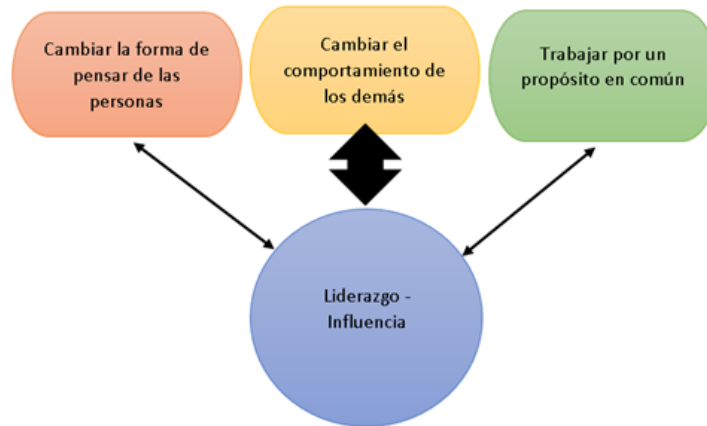 Cambiar la forma de
pensar de las
personas
Cambiar el
comportamiento de
los demás
Trabajar por un
propósito en común
Liderazgo -
Influencia